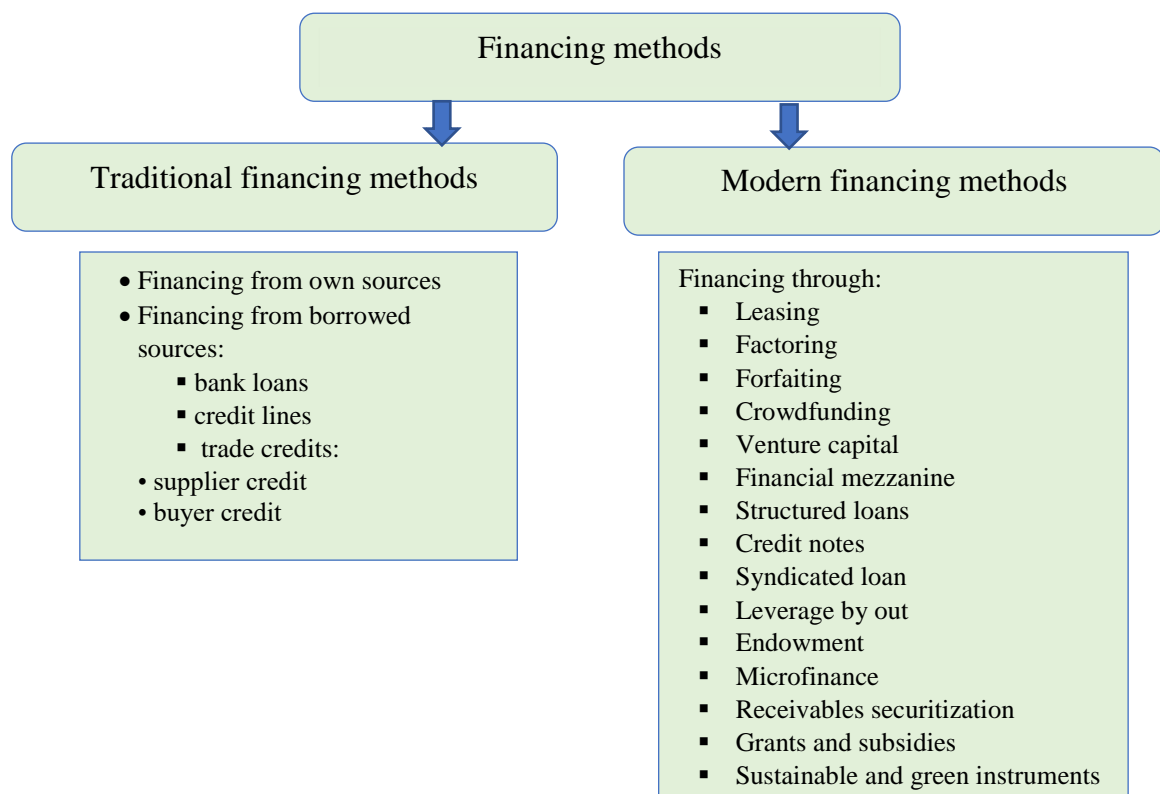 Financing methods
Traditional financing methods
Modern financing methods
• Financing from own sources
• Financing from borrowed
sources:
▪ bank loans
▪ credit lines
▪ trade credits:
• supplier credit
• buyer credit
Financing through:
▪ Leasing
▪ Factoring
▪ Forfaiting
▪ Crowdfunding
▪ Venture capital
▪ Financial mezzanine
▪ Structured loans
▪ Credit notes
▪ Syndicated loan
▪ Leverage by out
▪ Endowment
▪ Microfinance
▪ Receivables securitization
▪ Grants and subsidies
▪ Sustainable and green instruments